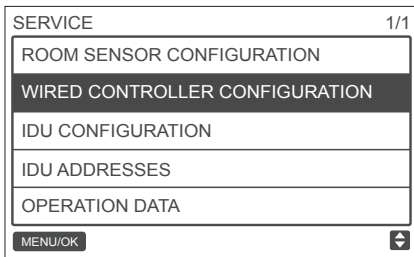 SERVICE 1/1
ROOM SENSOR CONFIGURATION
WIRED CONTROLLER CONFIGURATION
IDU CONFIGURATION
IDU ADDRESSES
OPERATION DATA
MENU/OK